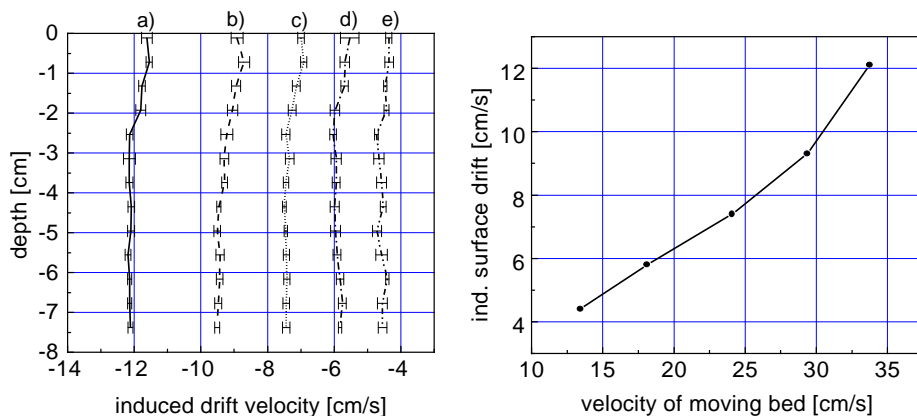 a) b) c) d) e)
0
-1
-2
-3
-4
-5
-6
-7
-8
depth [cm]
-14 -12 -10 -8 -6 -4
induced drift velocity [cm/s]
12
10
8
6
4
ind. surface drift [cm/s]
10 15 20 25 30 35
velocity of moving bed [cm/s]